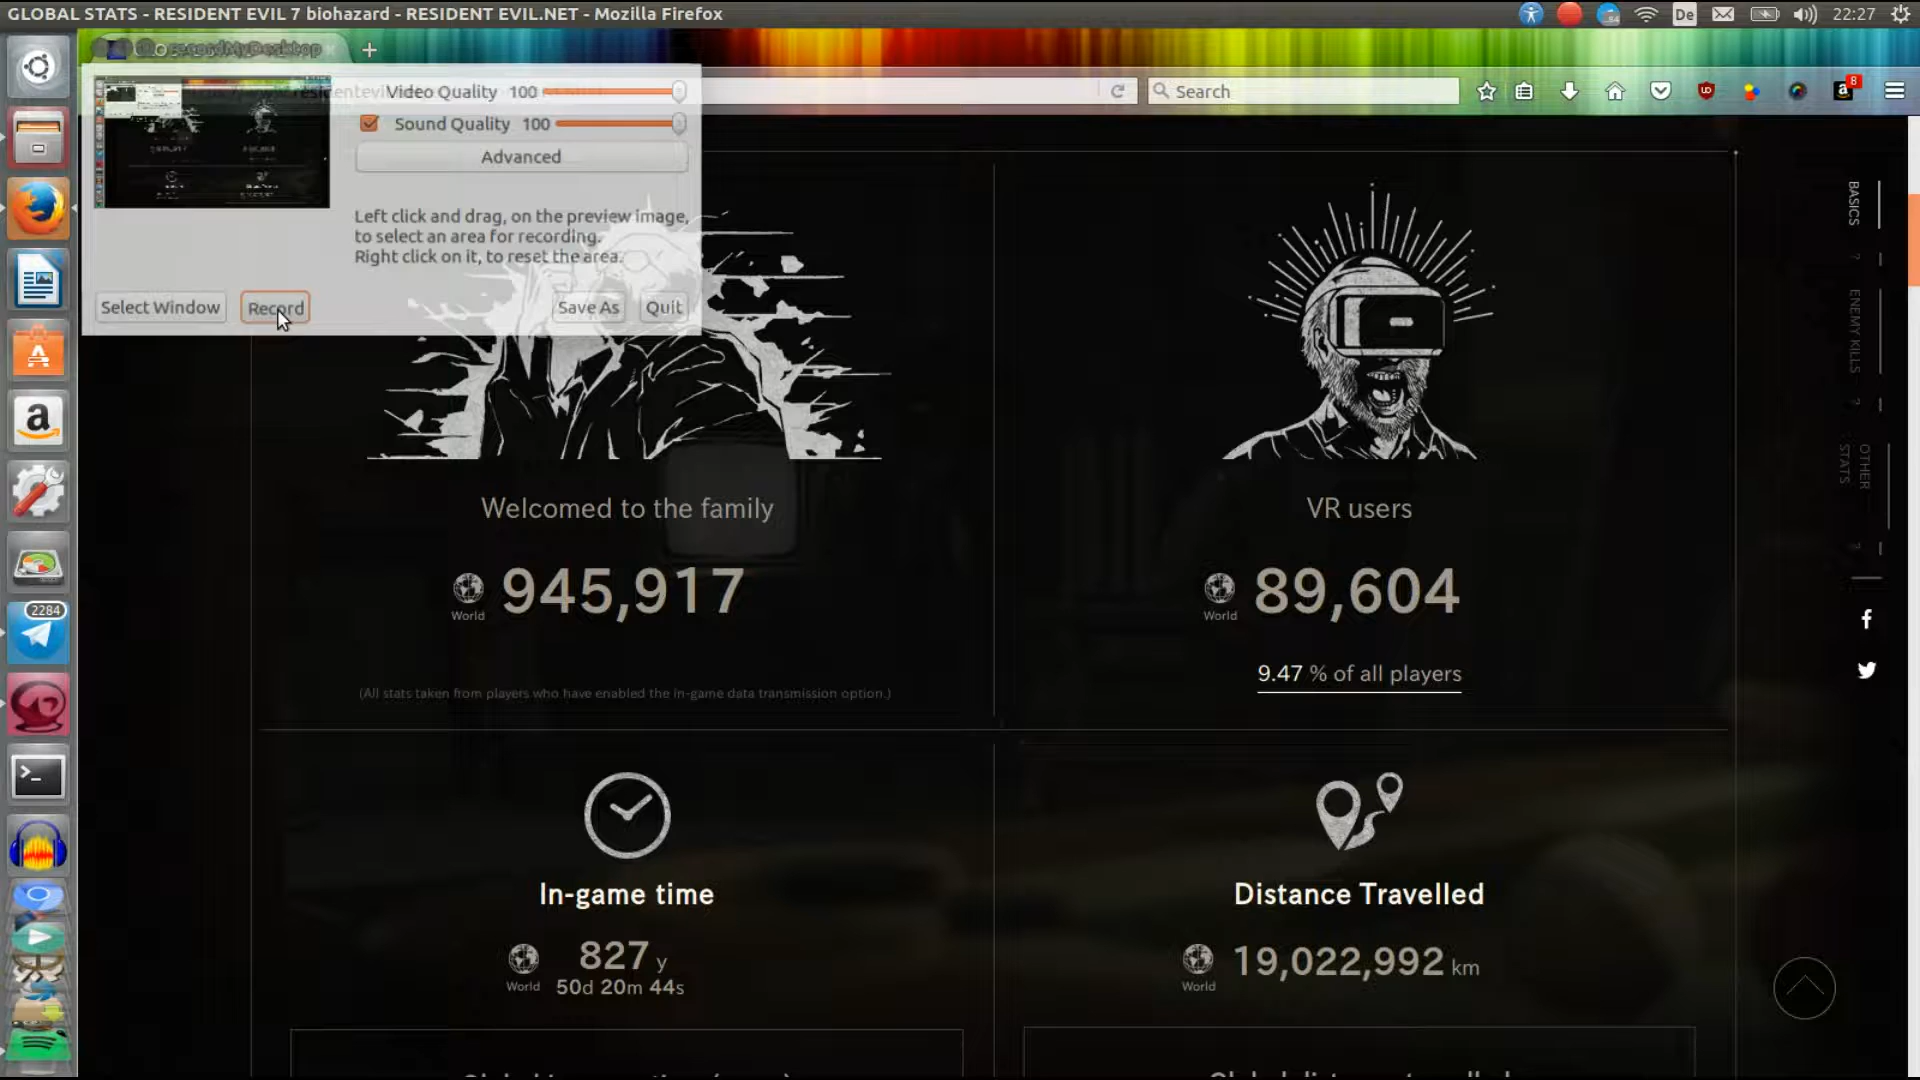 GLOBAL STATS - RESIDENT EVIL 7 biohazard - RESIDENT EVIL.NET - Mozilla Firefox
54
De
22:27
recordMyDesktop
+
Video Quality 100
Search
8
Sound Quality 100
Advanced
Left click and drag, on the preview image,
to select an area for recording.
Right click on it, to reset the area.
Select Window
Record
Save As
Quit
BASICS
?
ENEMY KILLS
?
OTHER
STATS
?
Welcomed to the family
VR users
World
945,917
World
89,604
9.47 % of all players
(All stats taken from players who have enabled the in-game data transmission option.)
2284
In-game time
Distance Travelled
World
827 y
50d 20m 44s
World
19,022,992 km